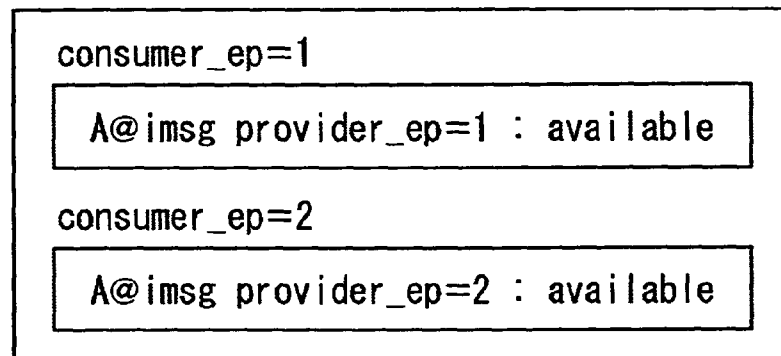 consumer_ep=1
A@imsg provider_ep=1 : available
consumer_ep=2
A@imsg provider_ep=2 : available